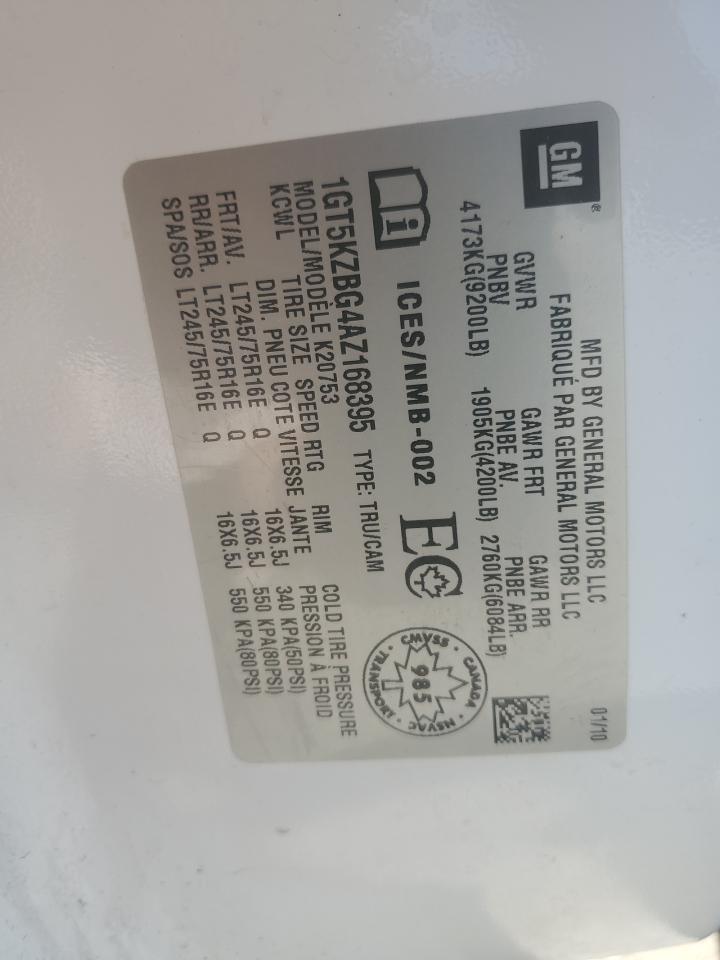 GM®
MFD BY GENERAL MOTORS LLC 01/10
FABRIQUÉ PAR GENERAL MOTORS LLC
GVWR GAWR FRT GAWR RR
PNBV PNBE AV. PNBE ARR.
4173KG(9200LB) 1905KG(4200LB) 2760KG(6084LB)
i ICES/NMB-002 EC
CMVSS · CANADA · NSVAC · TRANSPORT ·
985
1GT5KZBG4AZ168395 TYPE: TRU/CAM
MODEL/MODÈLE K20753
KCWL TIRE SIZE SPEED RTG RIM COLD TIRE PRESSURE
DIM. PNEU COTE VITESSE JANTE PRESSION À FROID
FRT/AV. LT245/75R16E Q 16X6.5J 340 KPA(50PSI)
RR/ARR. LT245/75R16E Q 16X6.5J 550 KPA(80PSI)
SPA/SOS LT245/75R16E Q 16X6.5J 550 KPA(80PSI)